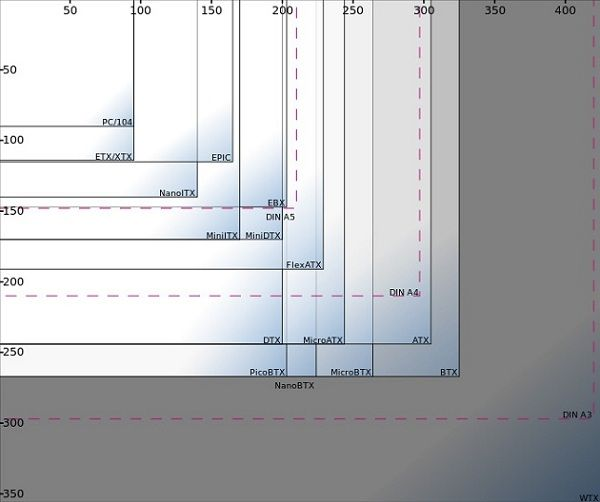 50 100 150 200 250 300 350 400
50
PC/104
100
ETX/XTX EPIC
NanoITX
EBX
150
DIN A5
MiniITX MiniDTX
FlexATX
200
DIN A4
DTX MicroATX ATX
250
PicoBTX MicroBTX BTX
NanoBTX
DIN A3
300
350
WTX